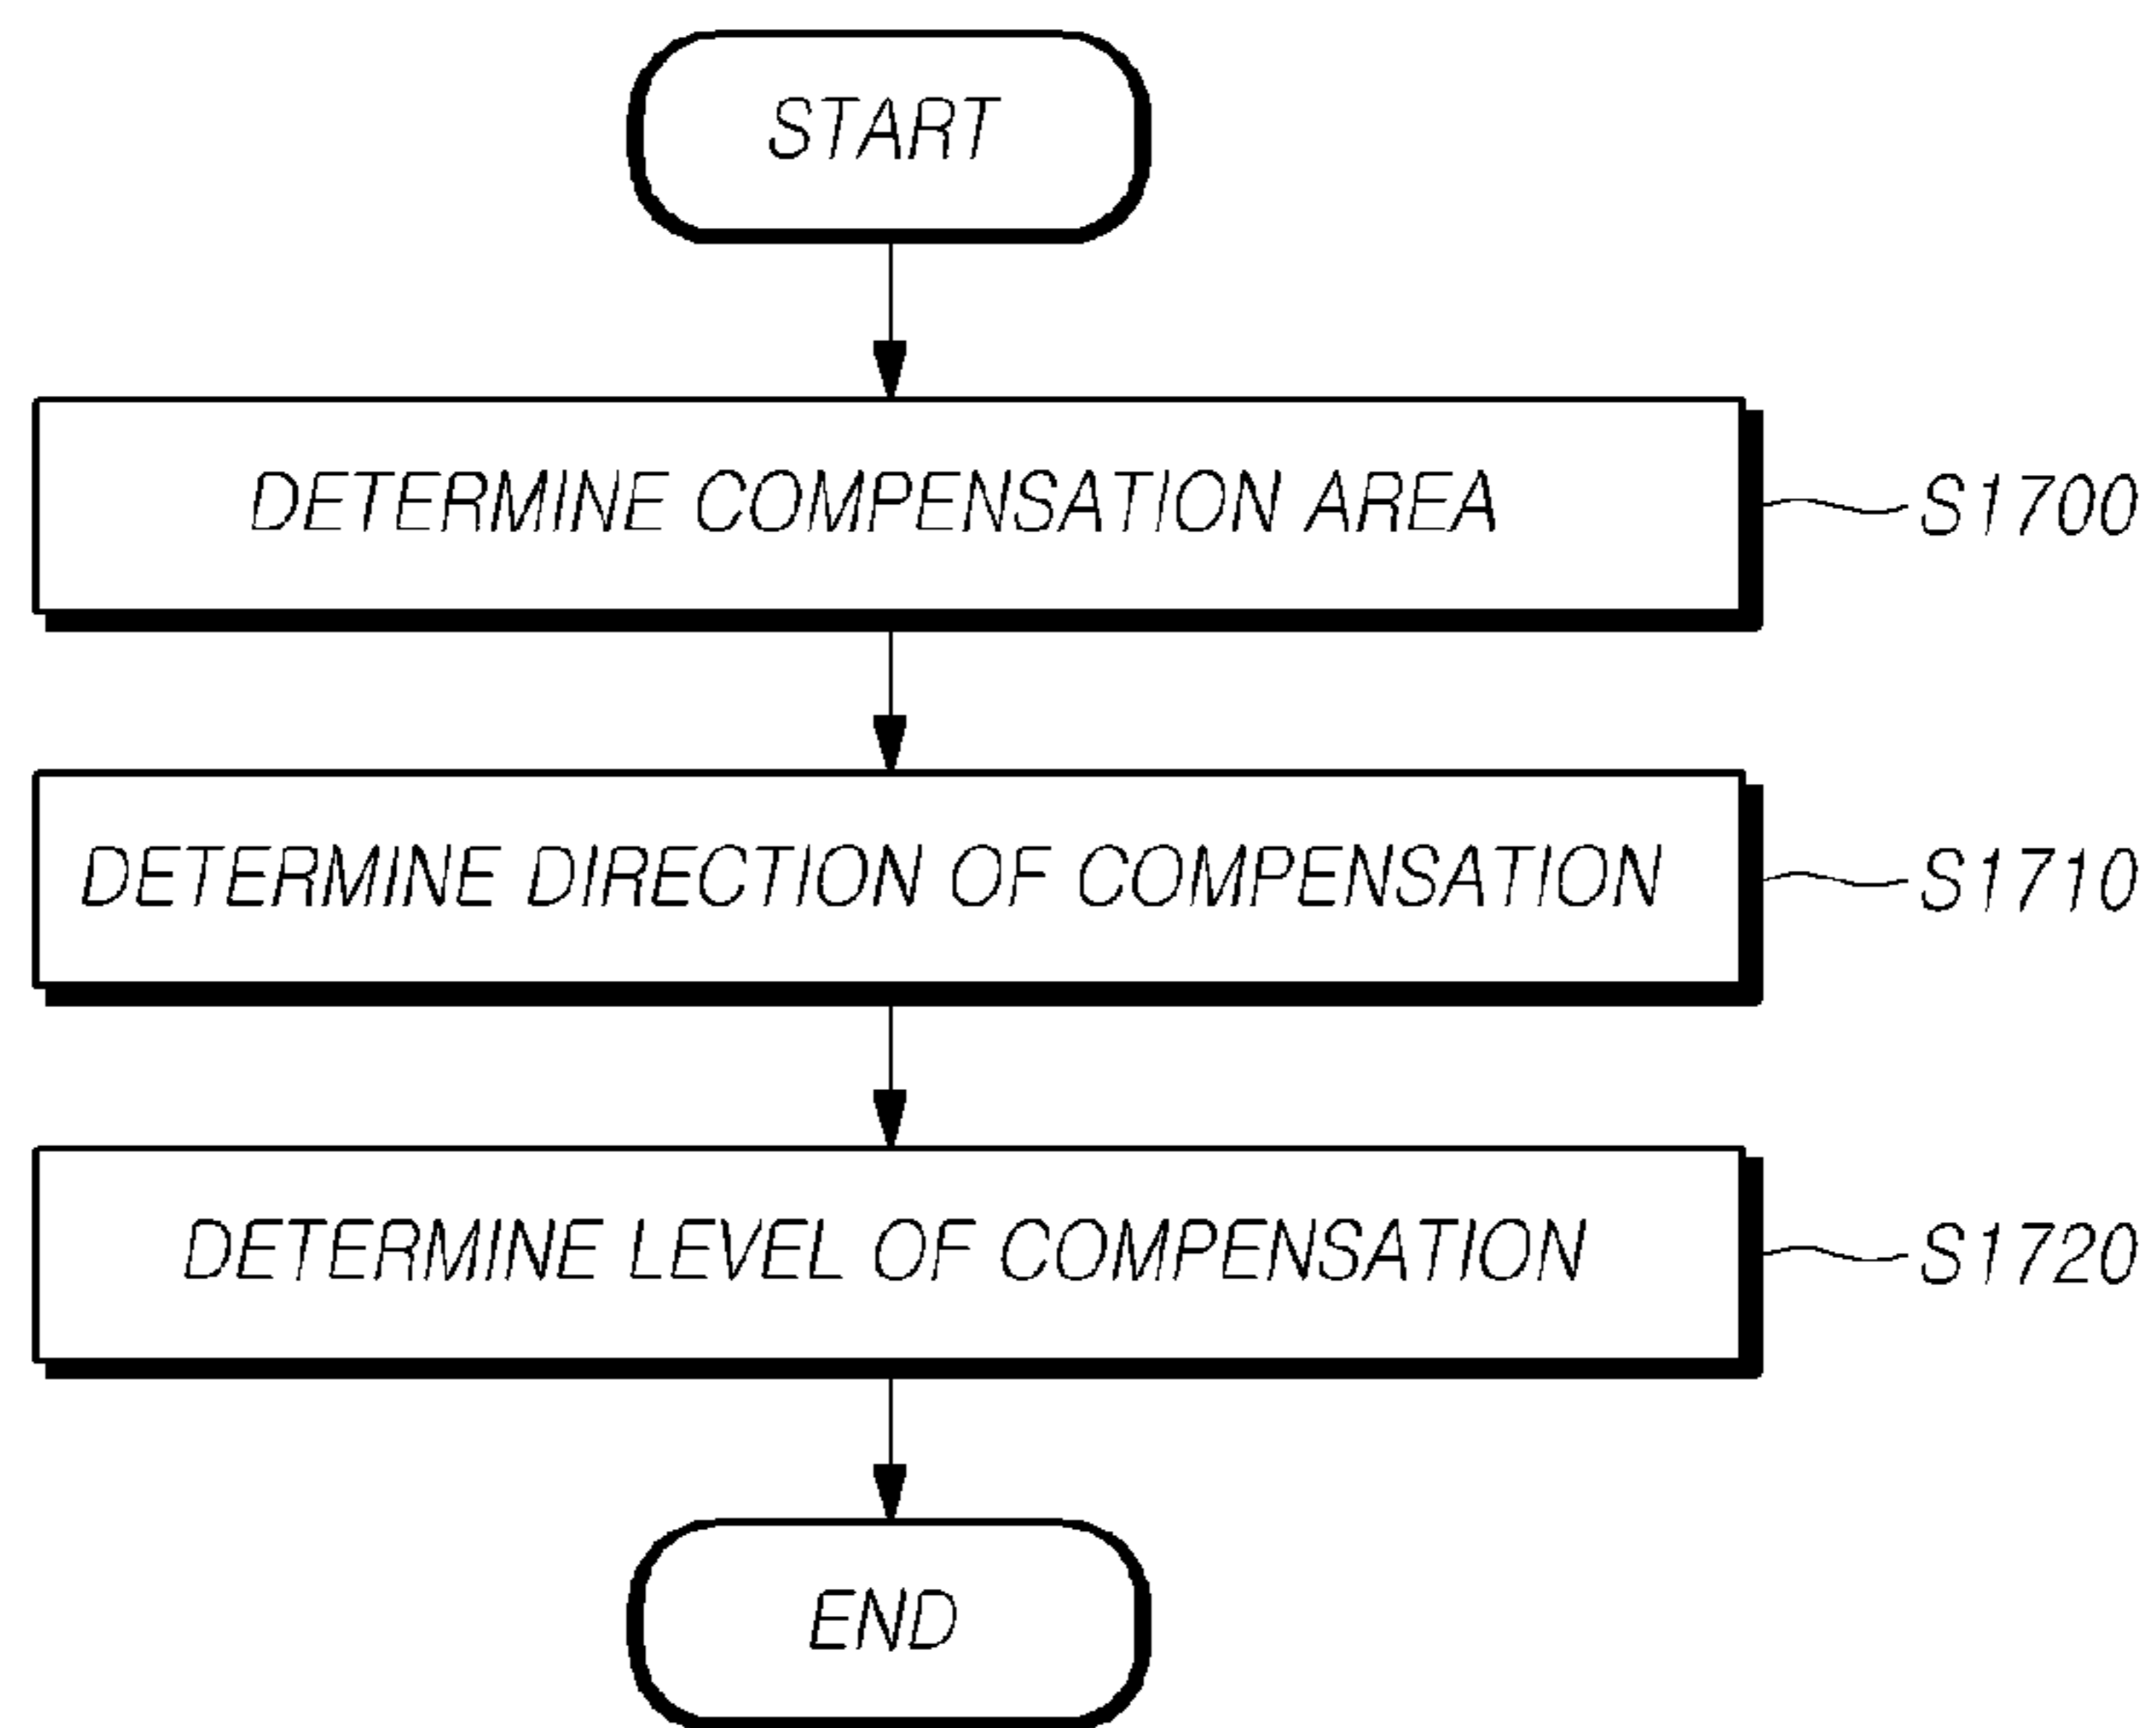 START
DETERMINE COMPENSATION AREA
S1700
DETERMINE DIRECTION OF COMPENSATION
S1710
DETERMINE LEVEL OF COMPENSATION
S1720
END